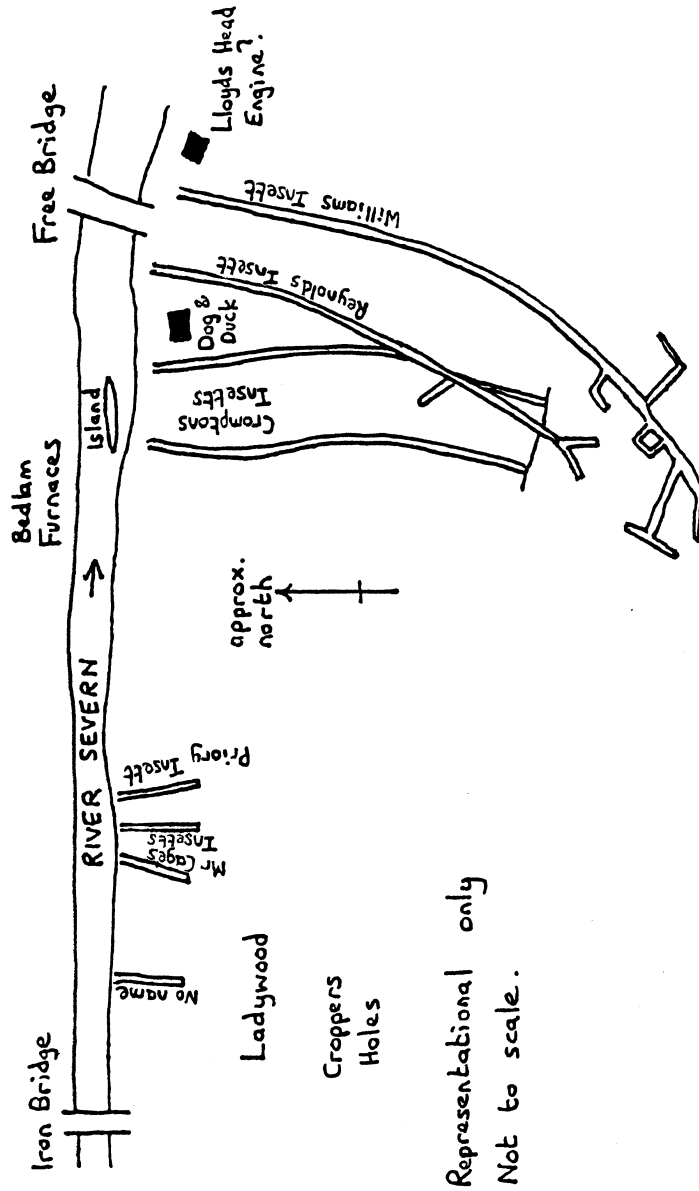 Iron Bridge
Bedlam
Furnaces
Free Bridge
RIVER SEVERN
Island
No name
Mr Cages
Insetts
Priory Insett
Cromptons
Insetts
Dog &
Duck
Reynolds Insett
Williams Insett
Lloyds Head
Engine?
approx.
north
Ladywood
Croppers
Holes
Representational only
Not to scale.